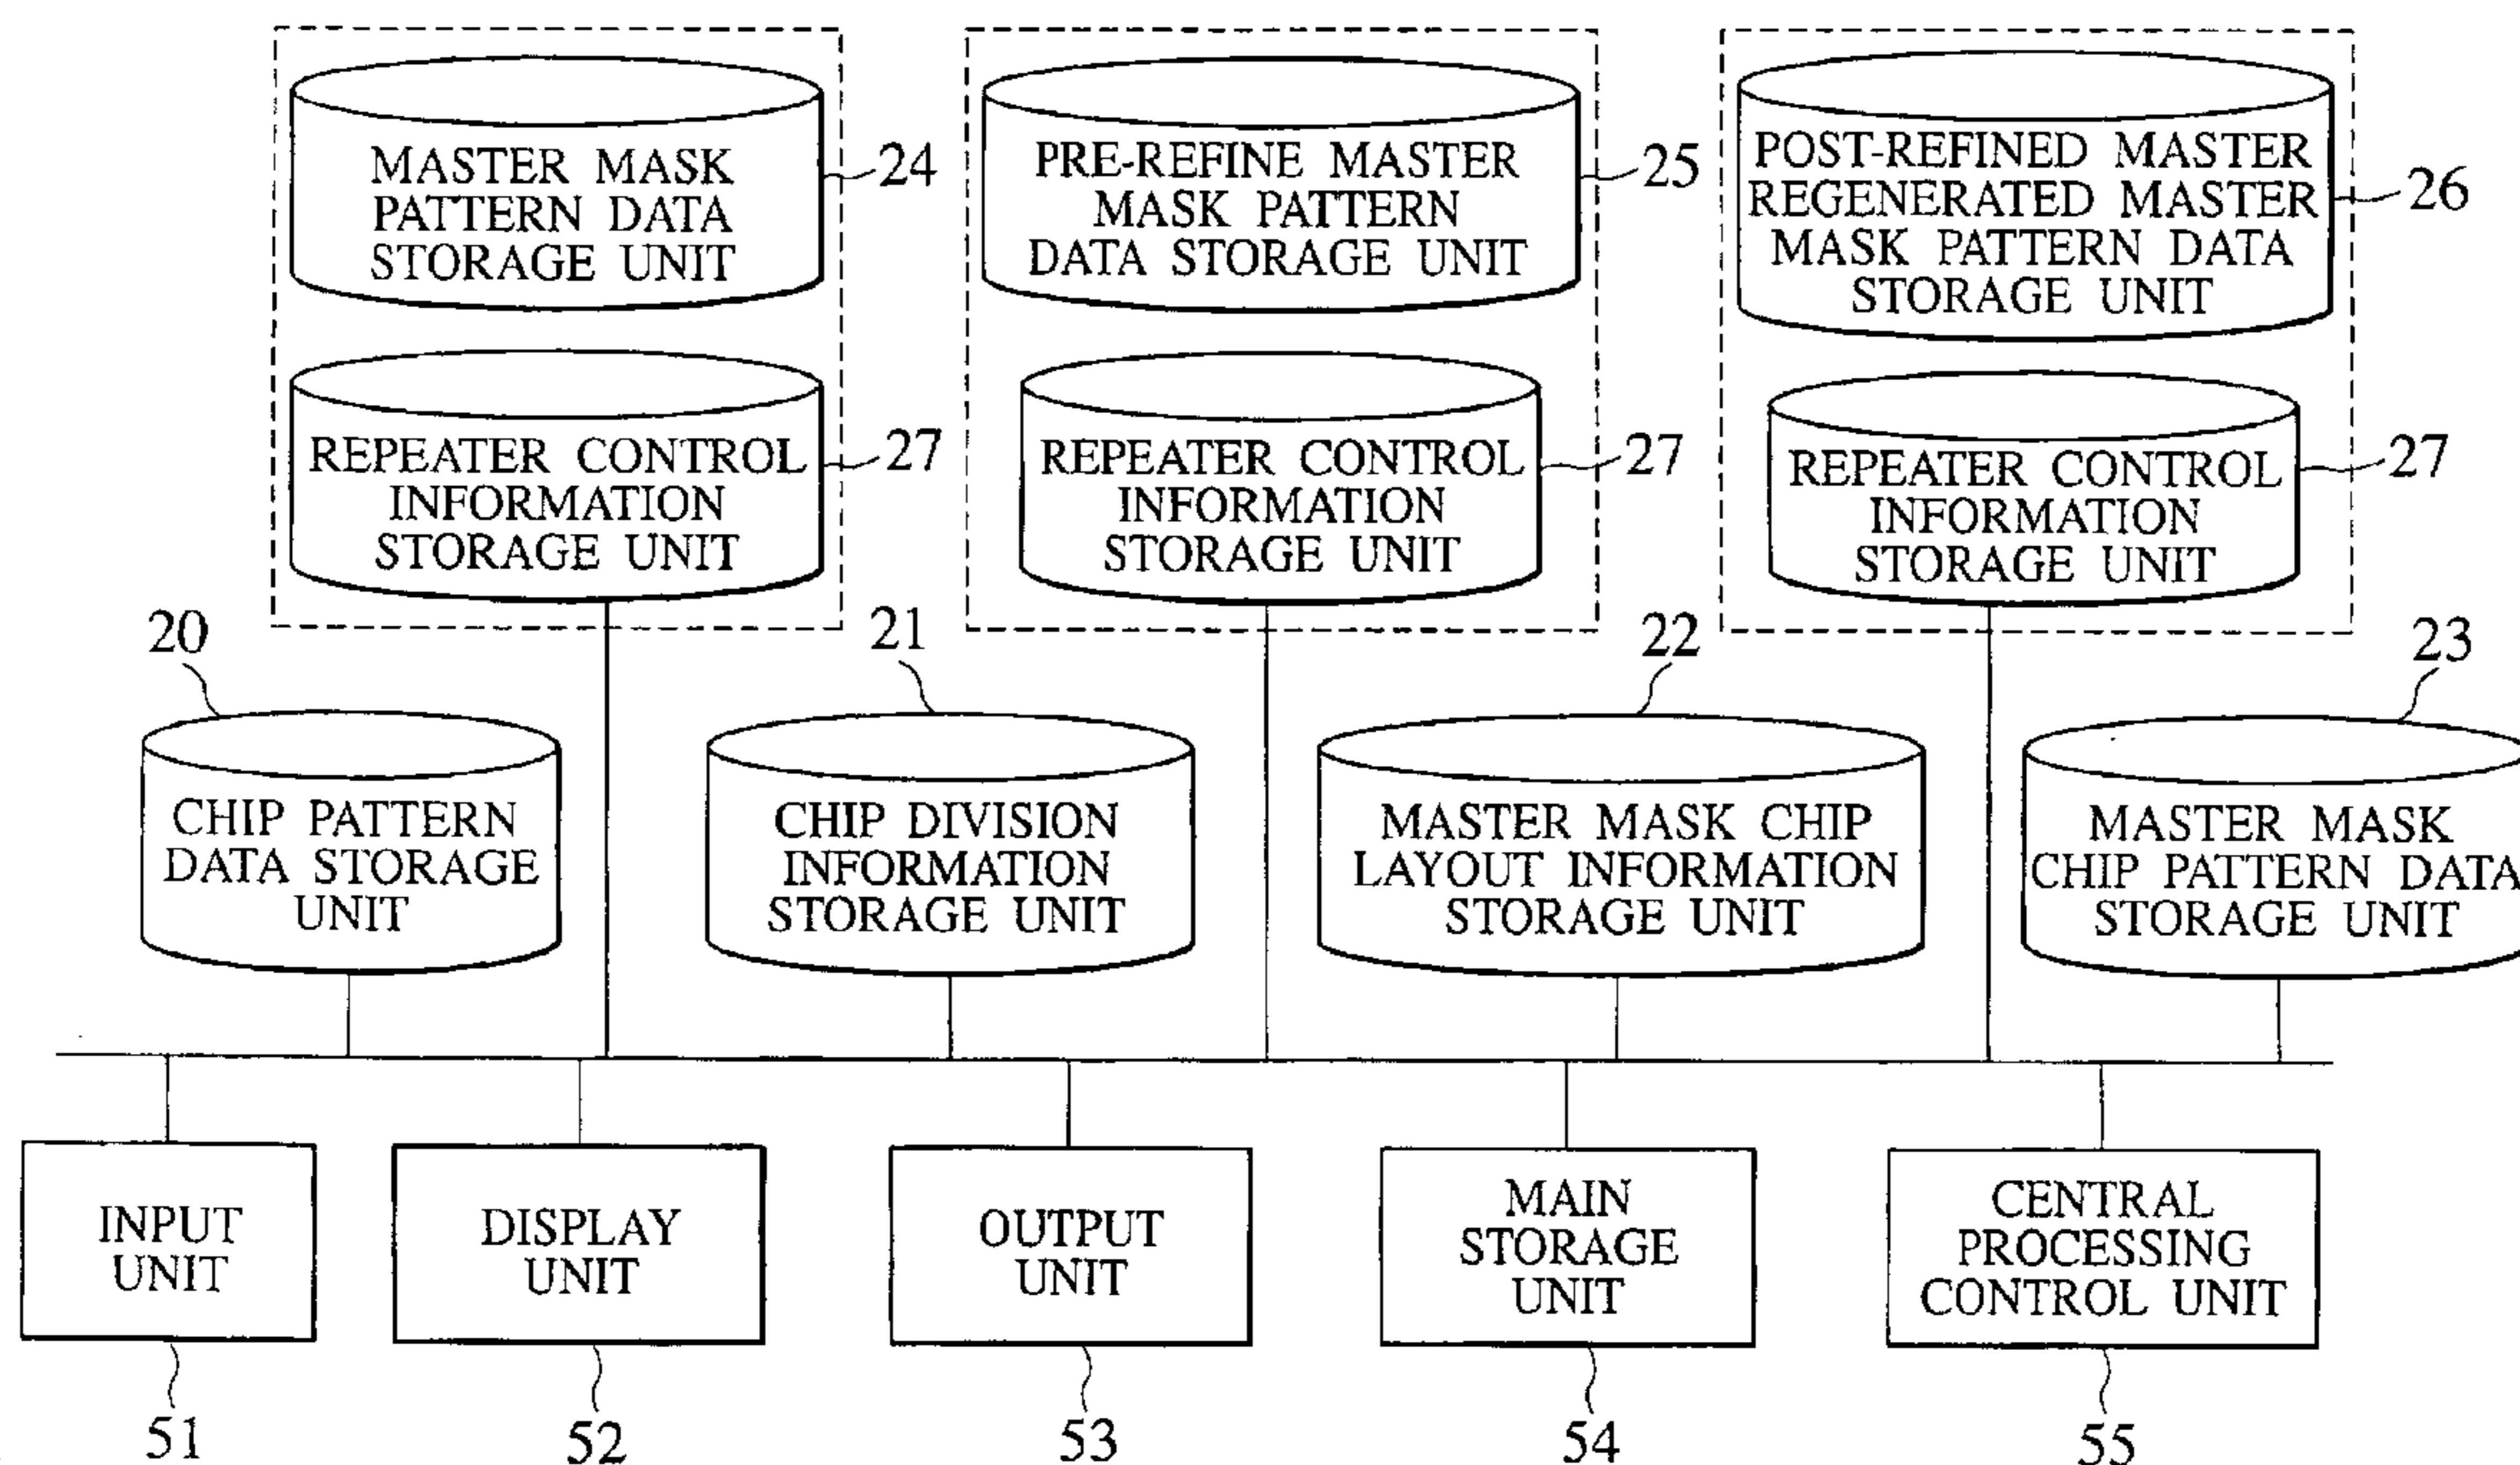 MASTER MASK
PATTERN DATA
STORAGE UNIT
24
PRE-REFINE MASTER
MASK PATTERN
DATA STORAGE UNIT
25
POST-REFINED MASTER
REGENERATED MASTER
MASK PATTERN DATA
STORAGE UNIT
26
REPEATER CONTROL
INFORMATION
STORAGE UNIT
27
REPEATER CONTROL
INFORMATION
STORAGE UNIT
27
REPEATER CONTROL
INFORMATION
STORAGE UNIT
27
20
CHIP PATTERN
DATA STORAGE
UNIT
21
CHIP DIVISION
INFORMATION
STORAGE UNIT
22
MASTER MASK CHIP
LAYOUT INFORMATION
STORAGE UNIT
23
MASTER MASK
CHIP PATTERN DATA
STORAGE UNIT
INPUT
UNIT
51
DISPLAY
UNIT
52
OUTPUT
UNIT
53
MAIN
STORAGE
UNIT
54
CENTRAL
PROCESSING
CONTROL UNIT
55